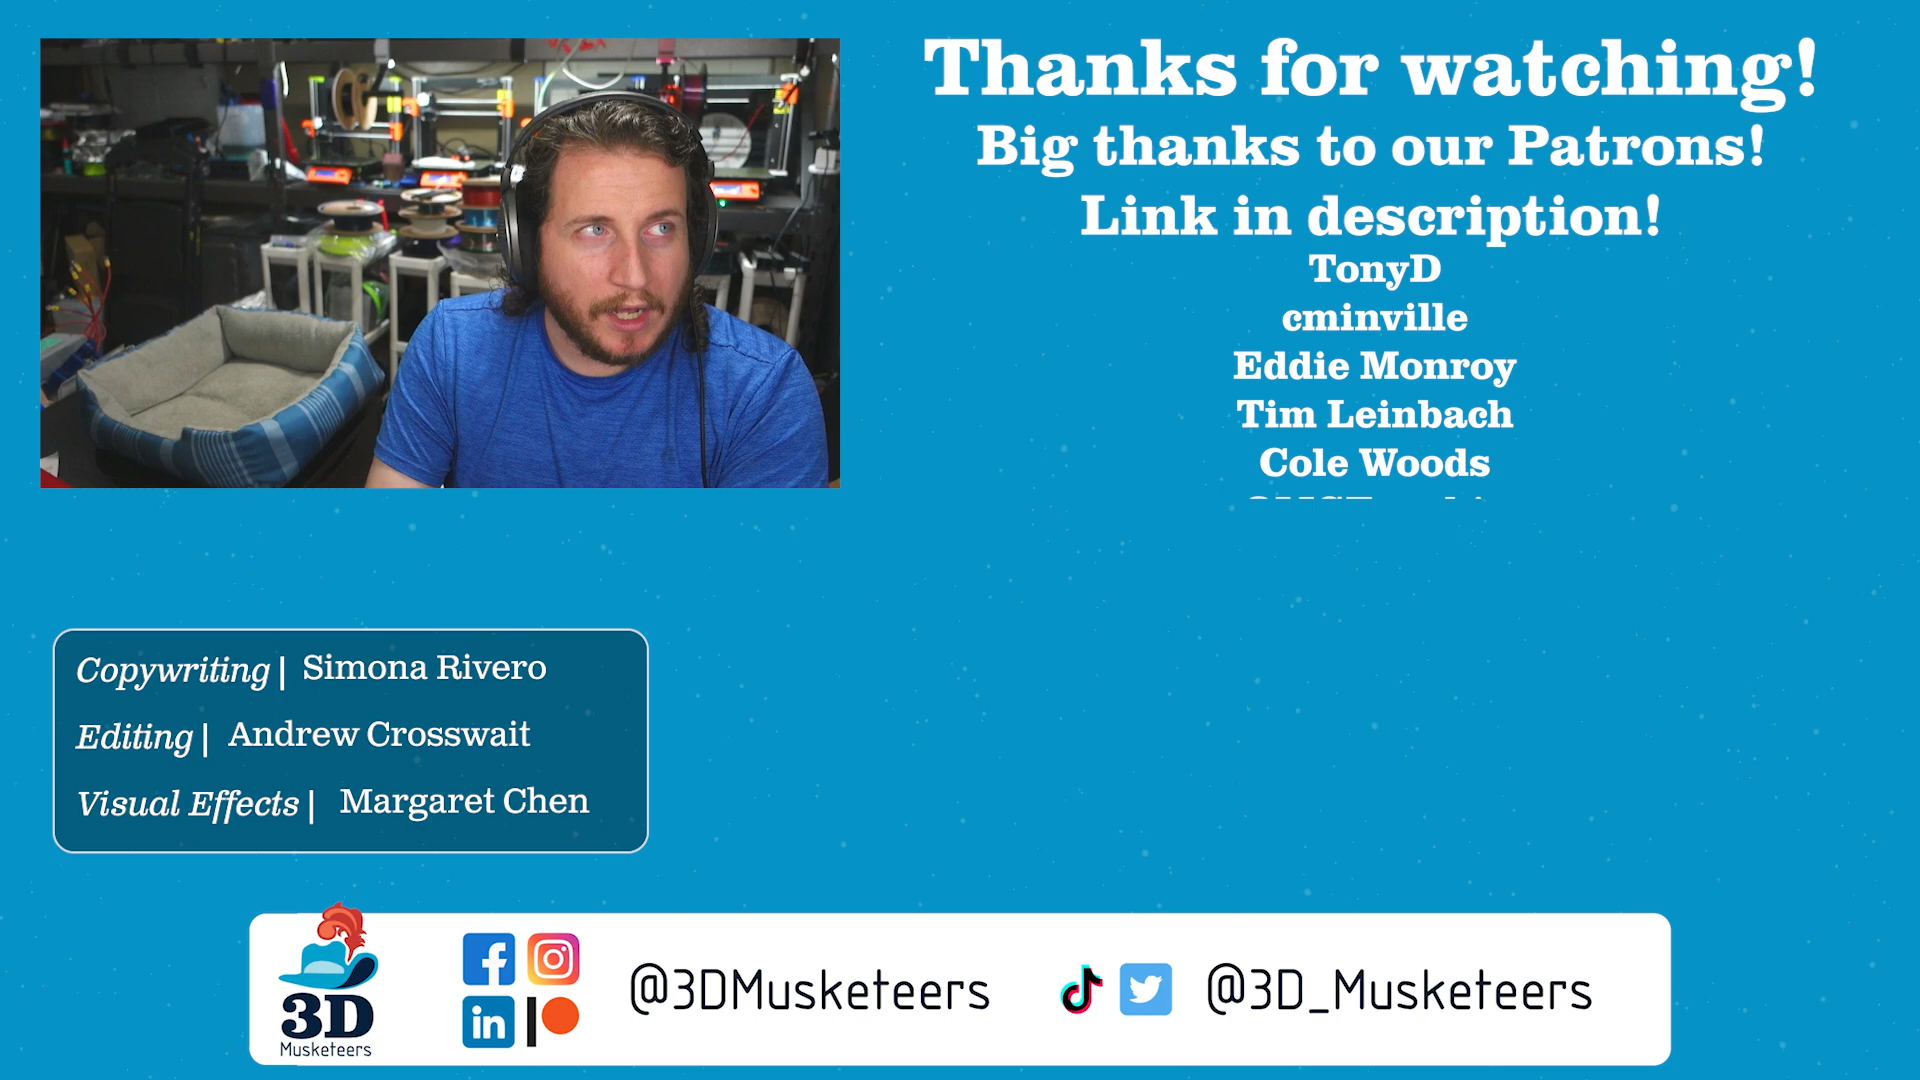 Thanks for watching!
Big thanks to our Patrons!
Link in description!
TonyD
cminville
Eddie Monroy
Tim Leinbach
Cole Woods
Copywriting | Simona Rivero
Editing | Andrew Crosswait
Visual Effects | Margaret Chen
3D
Musketeers
@3DMusketeers
@3D_Musketeers